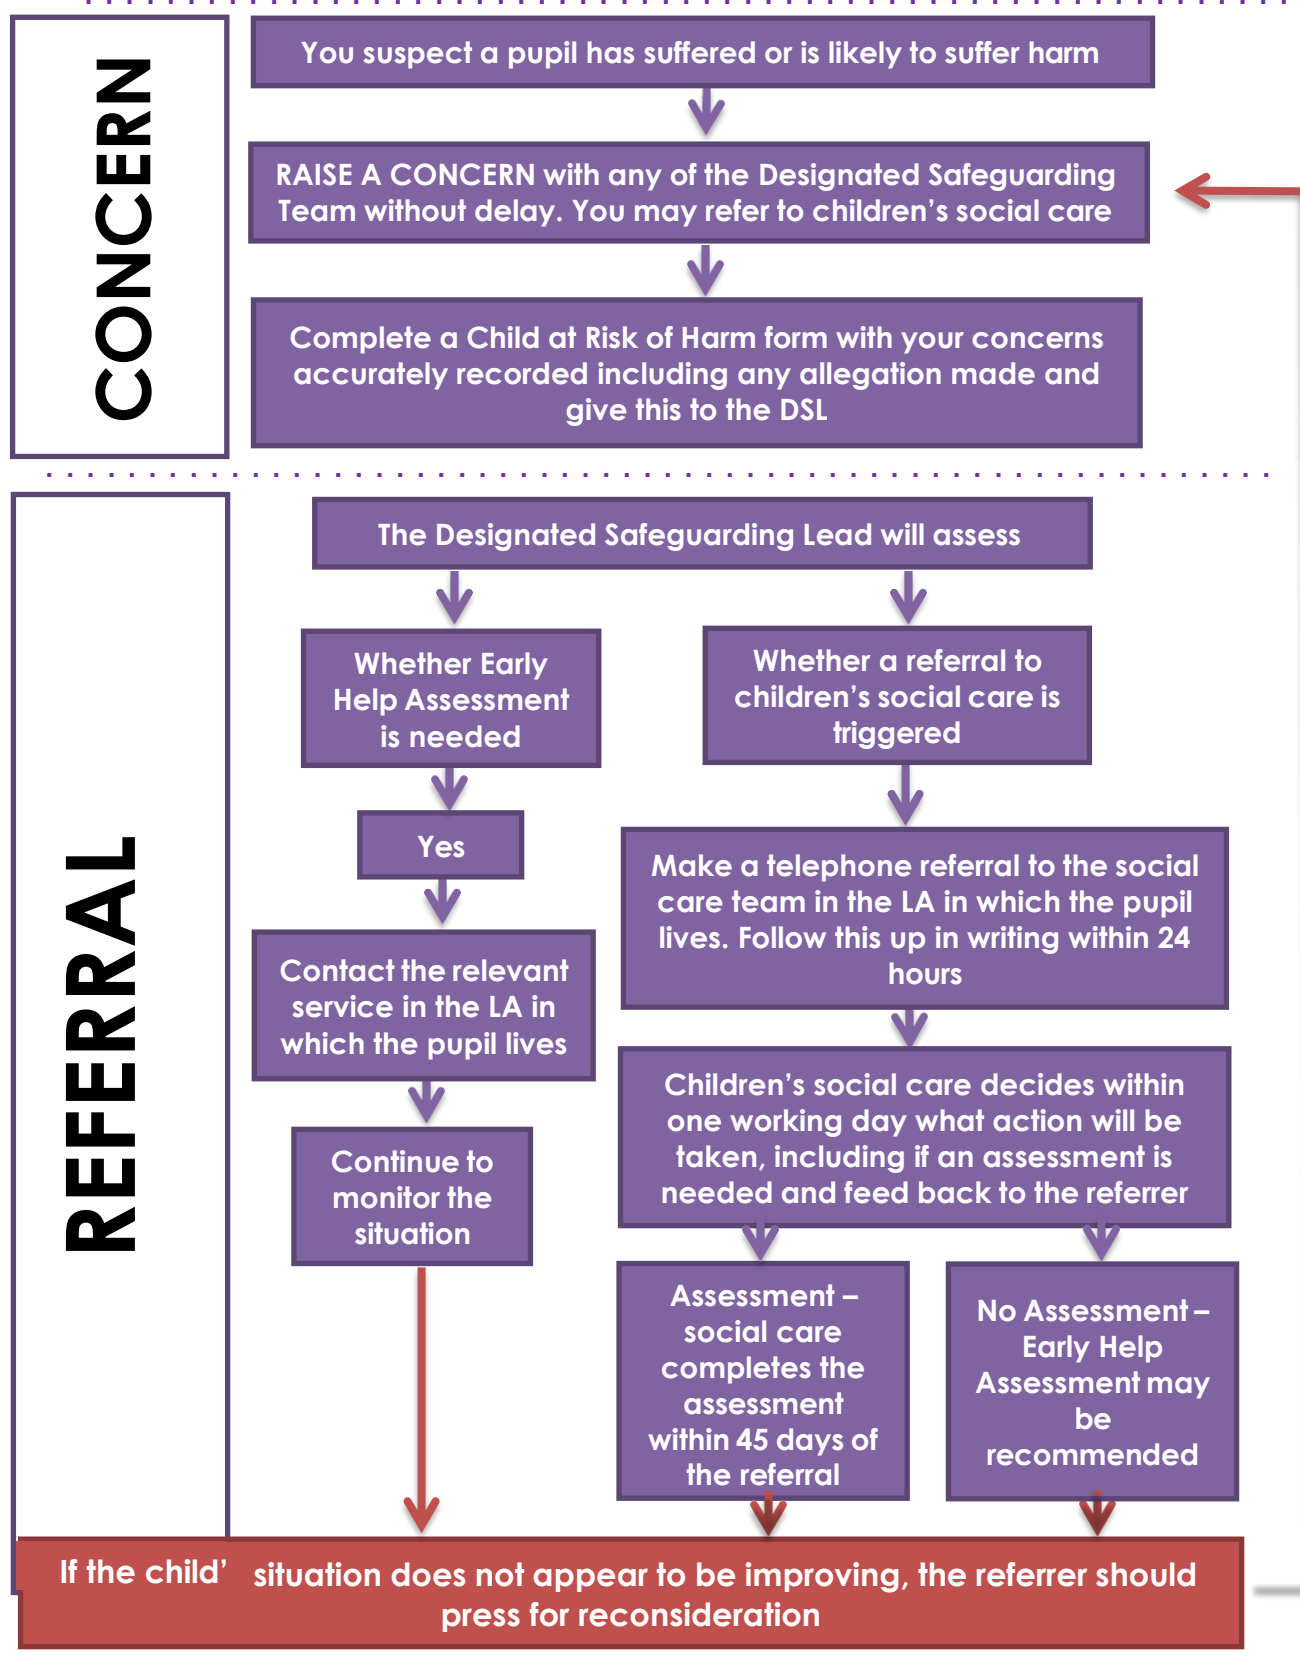 CONCERN
You suspect a pupil has suffered or is likely to suffer harm
RAISE A CONCERN with any of the Designated Safeguarding
Team without delay. You may refer to children's social care
Complete a Child at Risk of Harm form with your concerns
accurately recorded including any allegation made and
give this to the DSL
REFERRAL
The Designated Safeguarding Lead will assess
Whether Early
Help Assessment
is needed
Yes
Contact the relevant
service in the LA in
which the pupil lives
Continue to
monitor the
situation
Whether a referral to
children's social care is
triggered
Make a telephone referral to the social
care team in the LA in which the pupil
lives. Follow this up in writing within 24
hours
Children's social care decides within
one working day what action will be
taken, including if an assessment is
needed and feed back to the referrer
Assessment –
social care
completes the
assessment
within 45 days of
the referral
No Assessment –
Early Help
Assessment may
be
recommended
If the child' situation does not appear to be improving, the referrer should
press for reconsideration